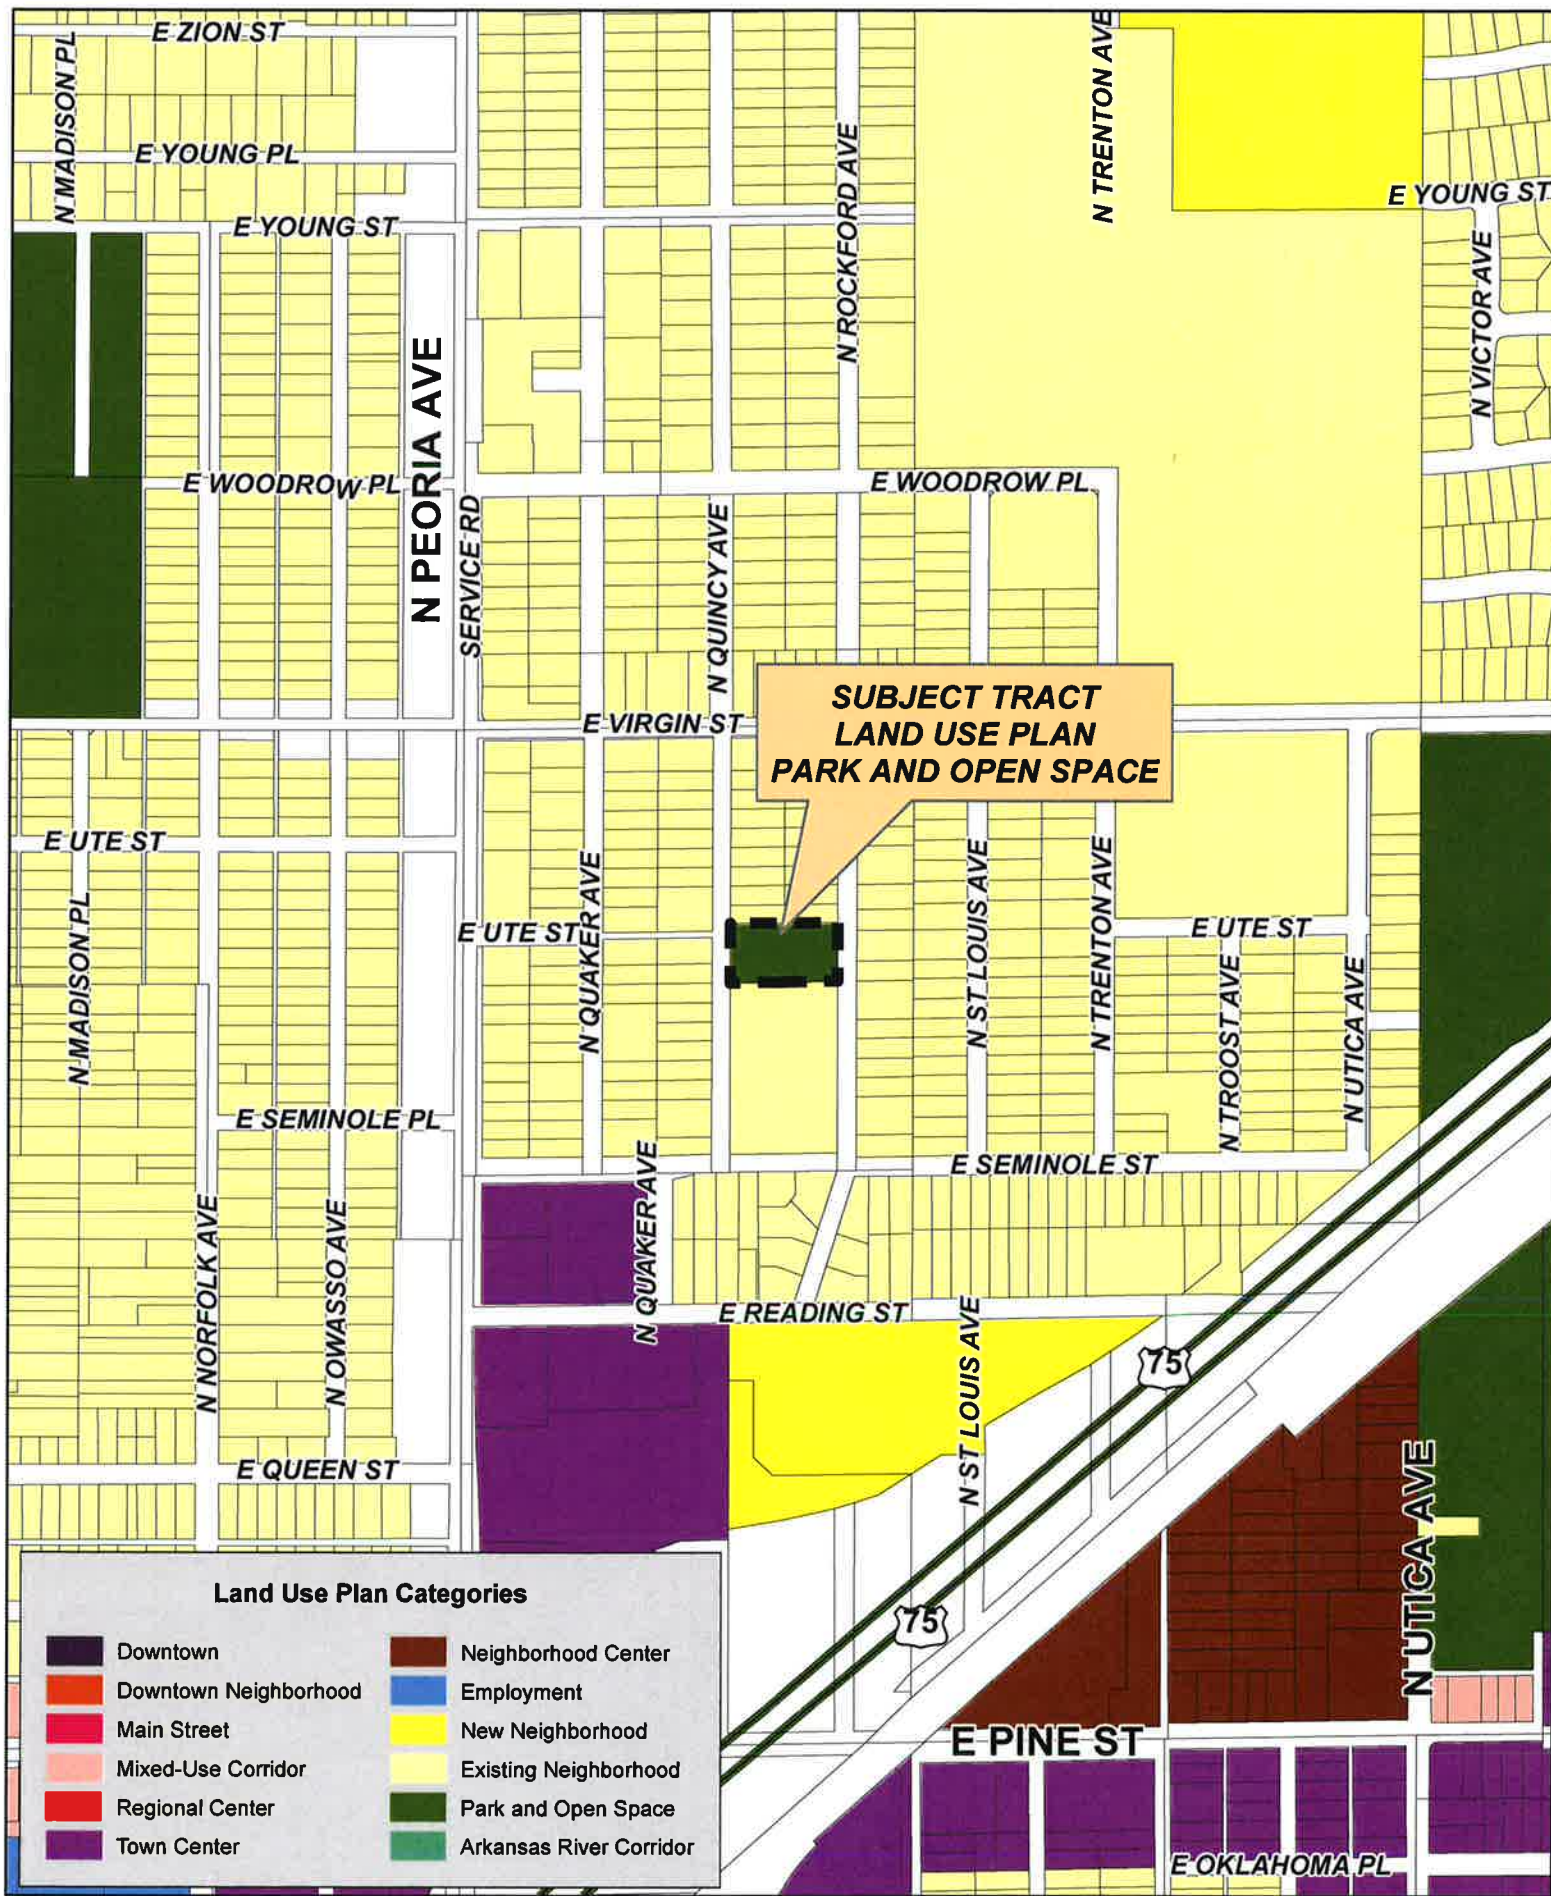 E ZION ST
N MADISON PL
E YOUNG PL
E YOUNG ST
N ROCKFORD AVE
N TRENTON AVE
E YOUNG ST
N VICTOR AVE
N PEORIA AVE
E WOODROW PL
SERVICE RD
N QUINCY AVE
E WOODROW PL
SUBJECT TRACT
LAND USE PLAN
PARK AND OPEN SPACE
E VIRGIN ST
E UTE ST
N MADISON PL
E UTE ST
N QUAKER AVE
N ST LOUIS AVE
N TRENTON AVE
E UTE ST
N TROOST AVE
N UTICA AVE
E SEMINOLE PL
E SEMINOLE ST
N NORFOLK AVE
N OWASSO AVE
N QUAKER AVE
E READING ST
N ST LOUIS AVE
75
E QUEEN ST
N UTICA AVE
75
E PINE ST
E OKLAHOMA PL
Land Use Plan Categories
Downtown
Downtown Neighborhood
Main Street
Mixed-Use Corridor
Regional Center
Town Center
Neighborhood Center
Employment
New Neighborhood
Existing Neighborhood
Park and Open Space
Arkansas River Corridor